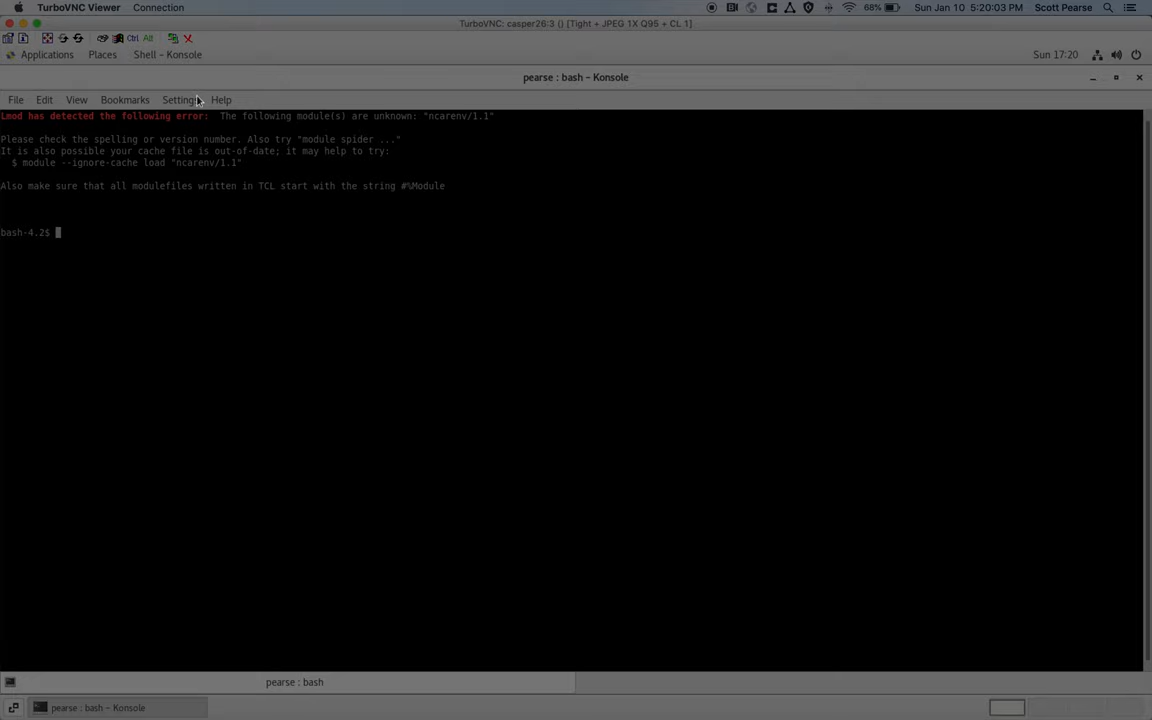 TurboVNC Viewer Connection 68% Sun Jan 10 5:20:03 PM Scott Pearse
TurboVNC: casper26:3 () [Tight + JPEG 1X Q95 + CL 1]
Ctrl Alt
Applications Places Shell – Konsole Sun 17:20
pearse : bash – Konsole
File Edit View Bookmarks Settings Help
Lmod has detected the following error: The following module(s) are unknown: "ncarenv/1.1"
Please check the spelling or version number. Also try "module spider ..."
It is also possible your cache file is out-of-date; it may help to try:
$ module --ignore-cache load "ncarenv/1.1"
Also make sure that all modulefiles written in TCL start with the string #%Module
bash-4.2$
pearse : bash
pearse : bash – Konsole